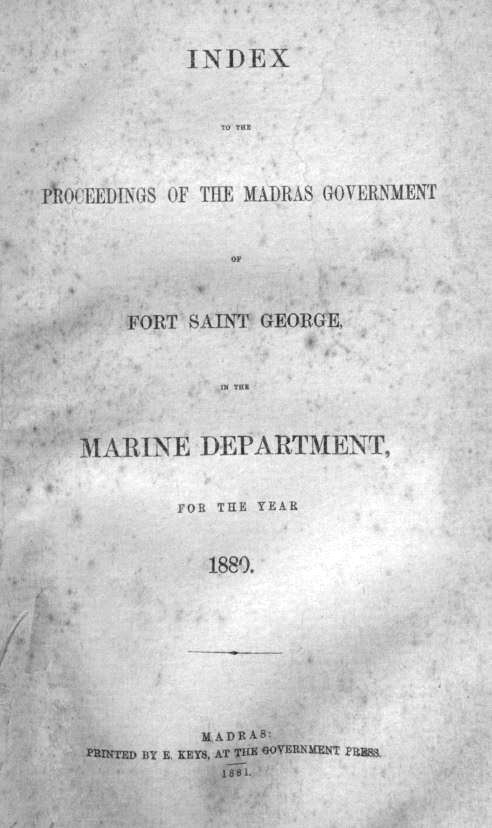 INDEX
TO THE
PROCEEDINGS OF THE MADRAS GOVERNMENT
OF
FORT SAINT GEORGE,
IN THE
MARINE DEPARTMENT,
FOR THE YEAR
1880.
MADRAS:
PRINTED BY E. KEYS, AT THE GOVERNMENT PRESS.
1881.